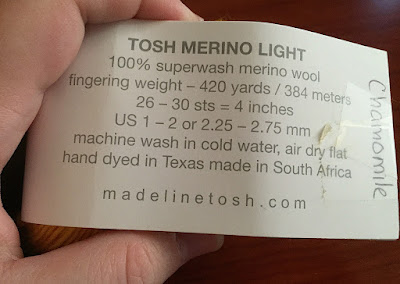 TOSH MERINO LIGHT
100% superwash merino wool
fingering weight – 420 yards / 384 meters
26 – 30 sts = 4 inches
US 1 – 2 or 2.25 – 2.75 mm
machine wash in cold water, air dry flat
hand dyed in Texas made in South Africa
madelinetosh.com
Chamomile